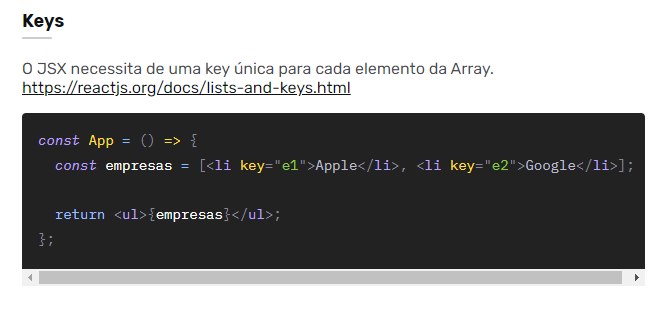 Keys
O JSX necessita de uma key única para cada elemento da Array.
https://reactjs.org/docs/lists-and-keys.html
const App = () => {
  const empresas = [<li key="e1">Apple</li>, <li key="e2">Google</li>];
  return <ul>{empresas}</ul>;
};